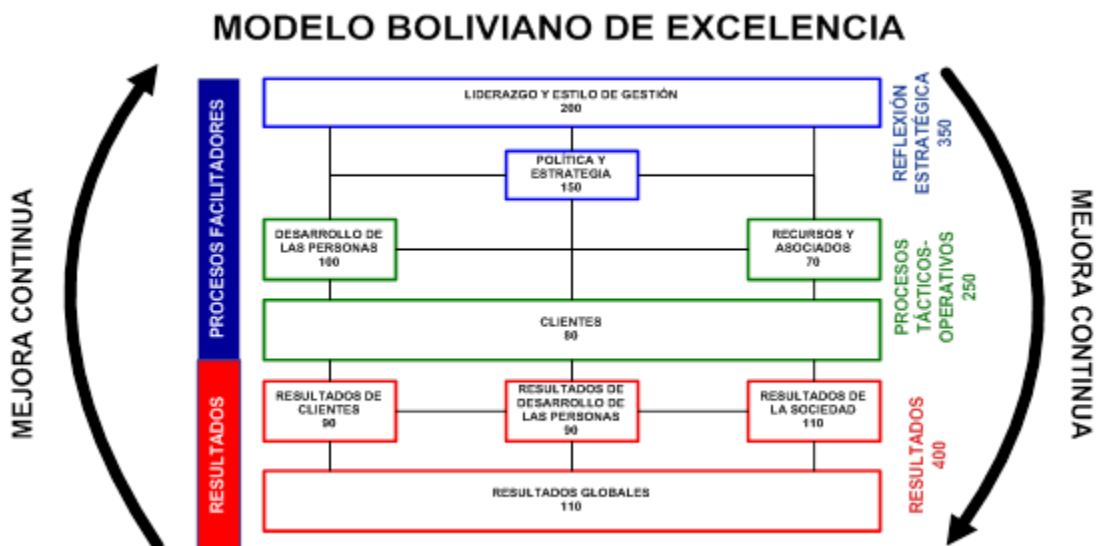 MODELO BOLIVIANO DE EXCELENCIA
MEJORA CONTINUA
PROCESOS FACILITADORES
RESULTADOS
LIDERAZGO Y ESTILO DE GESTIÓN
200
POLÍTICA Y
ESTRATEGIA
150
DESARROLLO DE
LAS PERSONAS
100
RECURSOS Y
ASOCIADOS
70
CLIENTES
80
RESULTADOS DE
CLIENTES
90
RESULTADOS DE
DESARROLLO DE
LAS PERSONAS
90
RESULTADOS DE
LA SOCIEDAD
110
RESULTADOS GLOBALES
110
REFLEXIÓN
ESTRATÉGICA
350
PROCESOS
TÁCTICOS-
OPERATIVOS
250
RESULTADOS
400
MEJORA CONTINUA